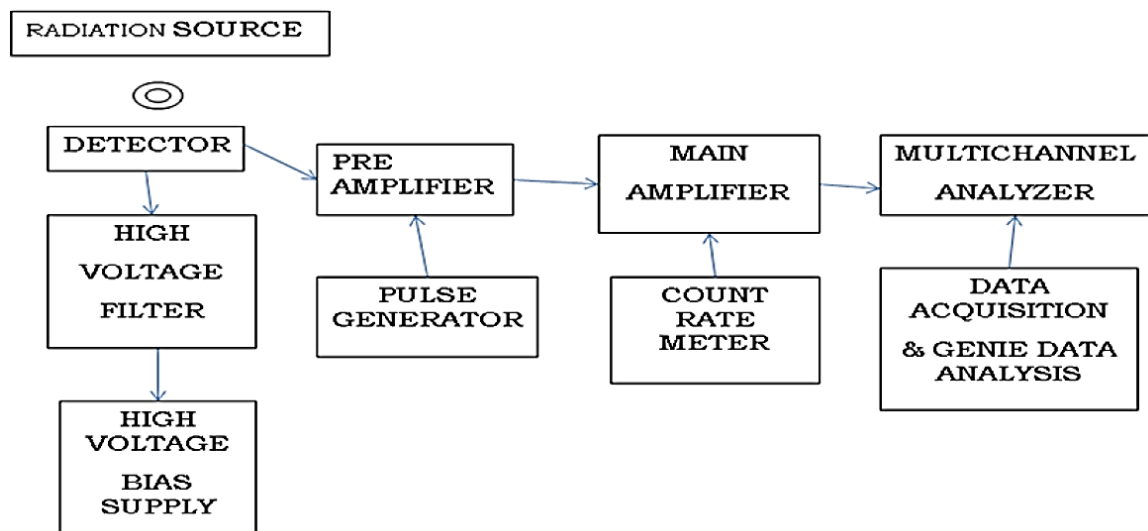 RADIATION SOURCE
DETECTOR
HIGH
VOLTAGE
FILTER
HIGH
VOLTAGE
BIAS
SUPPLY
PRE
AMPLIFIER
PULSE
GENERATOR
MAIN
AMPLIFIER
COUNT
RATE
METER
MULTICHANNEL
ANALYZER
DATA
ACQUISITION
& GENIE DATA
ANALYSIS